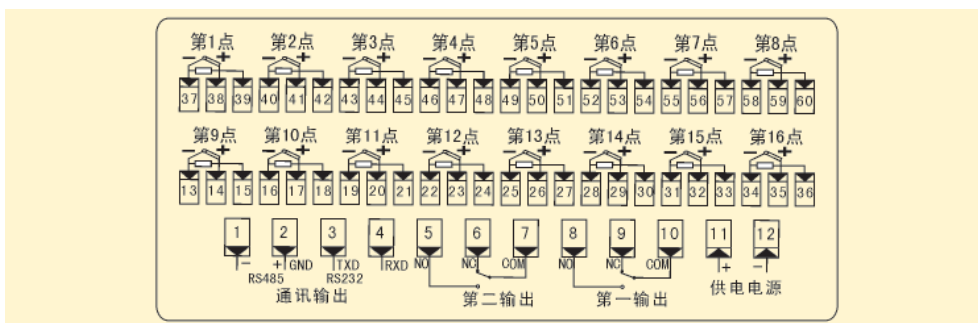 第1点 第2点 第3点 第4点 第5点 第6点 第7点 第8点
- + - + - + - + - + - + - + - +
37 38 39 40 41 42 43 44 45 46 47 48 49 50 51 52 53 54 55 56 57 58 59 60
第9点 第10点 第11点 第12点 第13点 第14点 第15点 第16点
- + - + - + - + - + - + - + - +
13 14 15 16 17 18 19 20 21 22 23 24 25 26 27 28 29 30 31 32 33 34 35 36
1 2 3 4 5 6 7 8 9 10 11 12
- + GND TXD RXD NO NC COM NO NC COM + -
RS485 RS232
通讯输出 第二输出 第一输出 供电电源